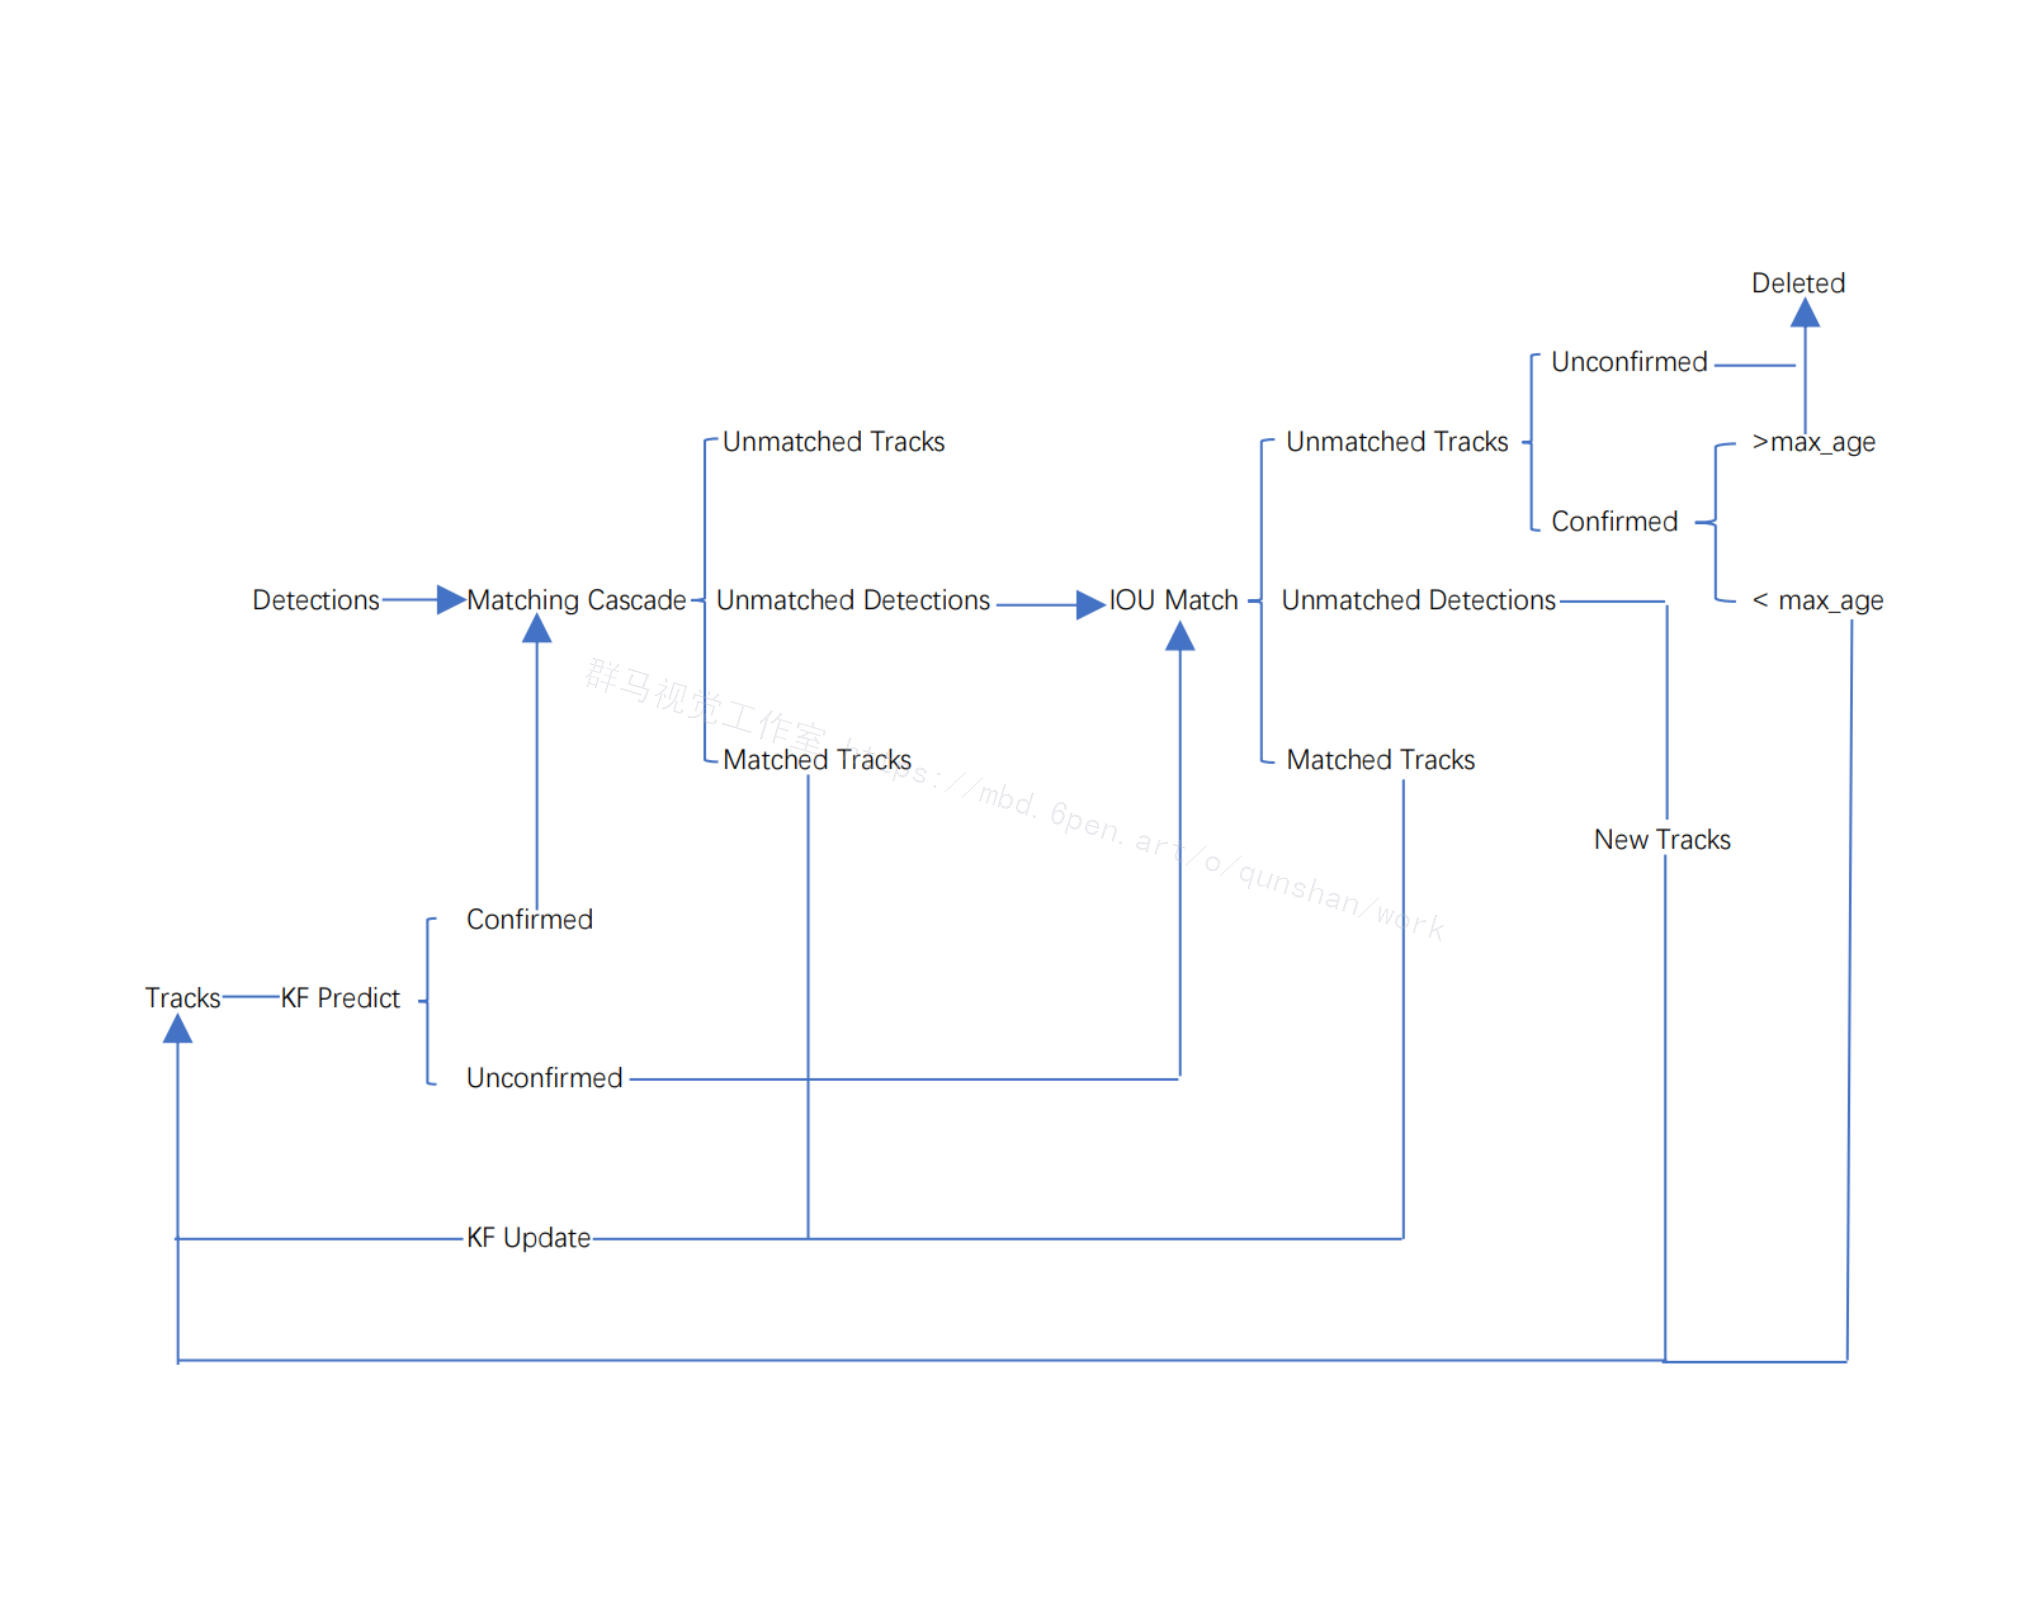 Deleted
Unconfirmed
Unmatched Tracks
Unmatched Tracks
>max_age
Confirmed
Detections
Matching Cascade
Unmatched Detections
IOU Match
Unmatched Detections
< max_age
群马视觉工作室 https://mbd.6pen.art/o/qunshan/work
Matched Tracks
Matched Tracks
New Tracks
Confirmed
Tracks
KF Predict
Unconfirmed
KF Update